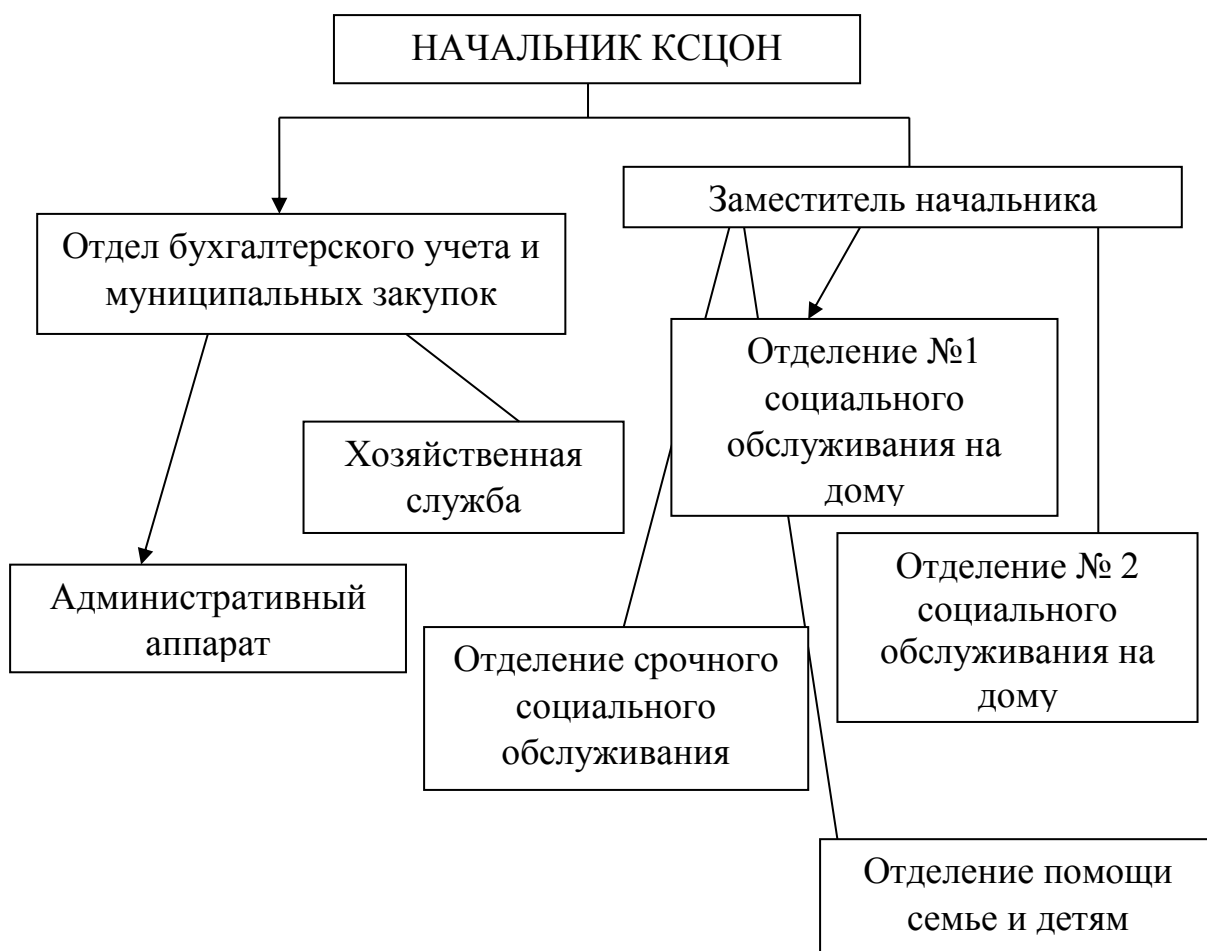 НАЧАЛЬНИК КСЦОН
Заместитель начальника
Отдел бухгалтерского учета и
муниципальных закупок
Отделение №1
социального
обслуживания на
дому
Хозяйственная
служба
Отделение № 2
социального
обслуживания на
дому
Административный
аппарат
Отделение срочного
социального
обслуживания
Отделение помощи
семье и детям